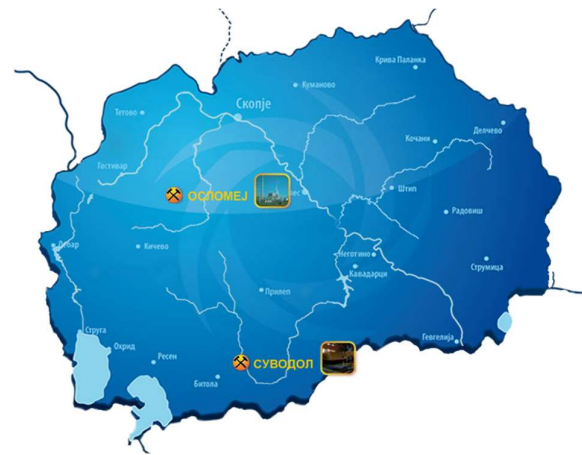 Крива Паланка
Куманово
Скопје
Тетово
Делчево
Кочани
Гостивар
ОСЛОМЕЈ
Штип
Радовиш
Дебар
Кичево
Неготино
Кавадарци
Струмица
Прилеп
Струга
Охрид
Гевгелија
Ресен
СУВОДОЛ
Битола